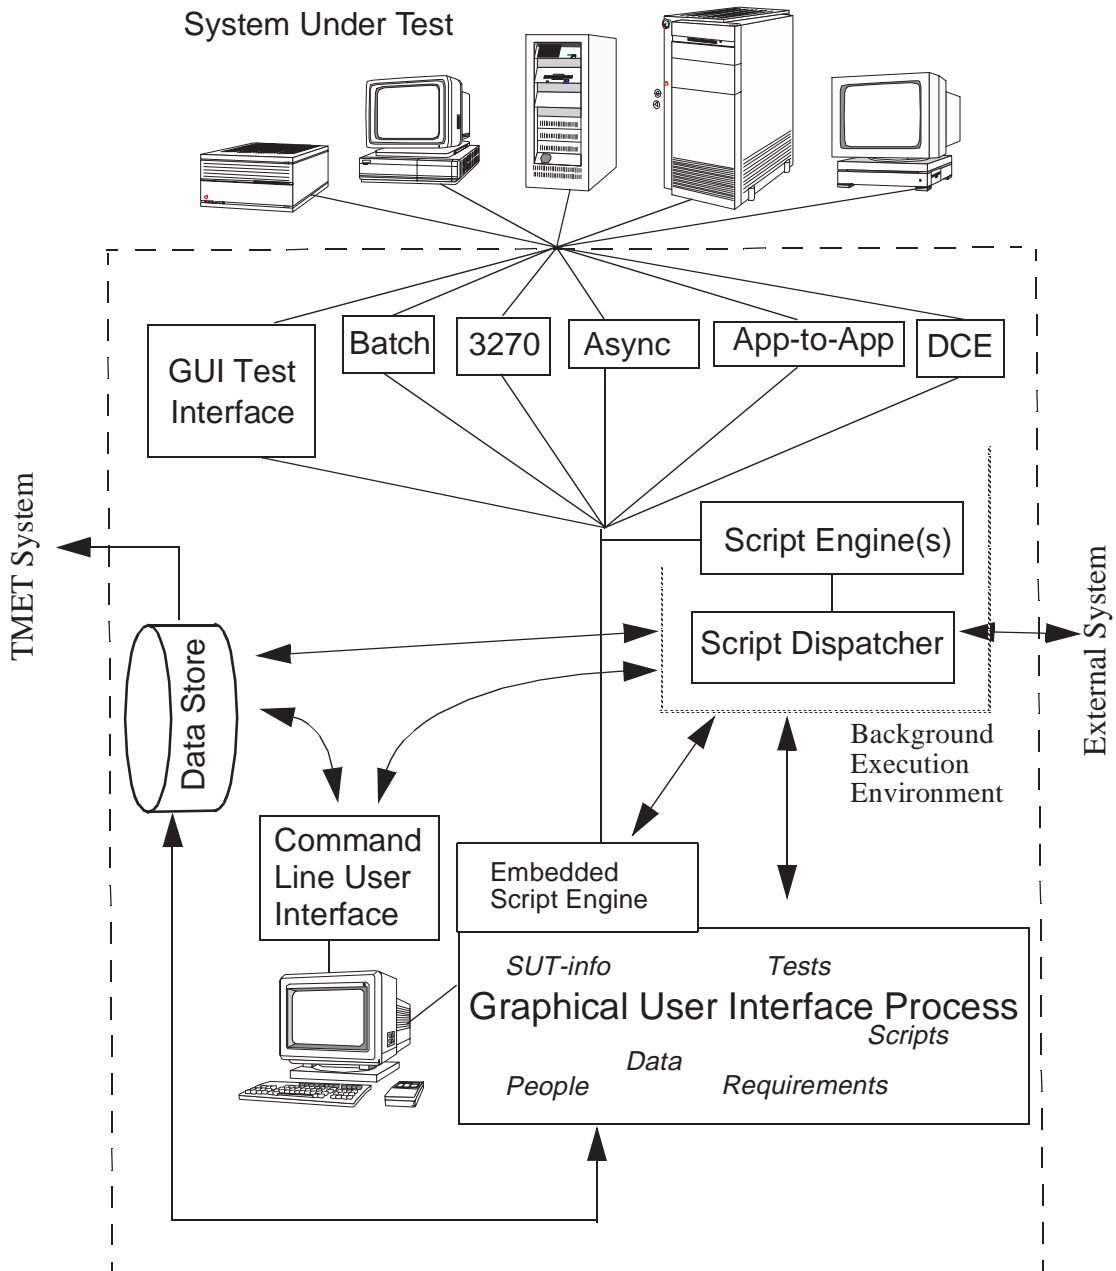 System Under Test
GUI Test
Interface
Batch
3270
Async
App-to-App
DCE
TMET System
External System
Script Engine(s)
Script Dispatcher
Data Store
Background
Execution
Environment
Command
Line User
Interface
Embedded
Script Engine
SUT-info
Tests
Graphical User Interface Process
Scripts
Data
People
Requirements